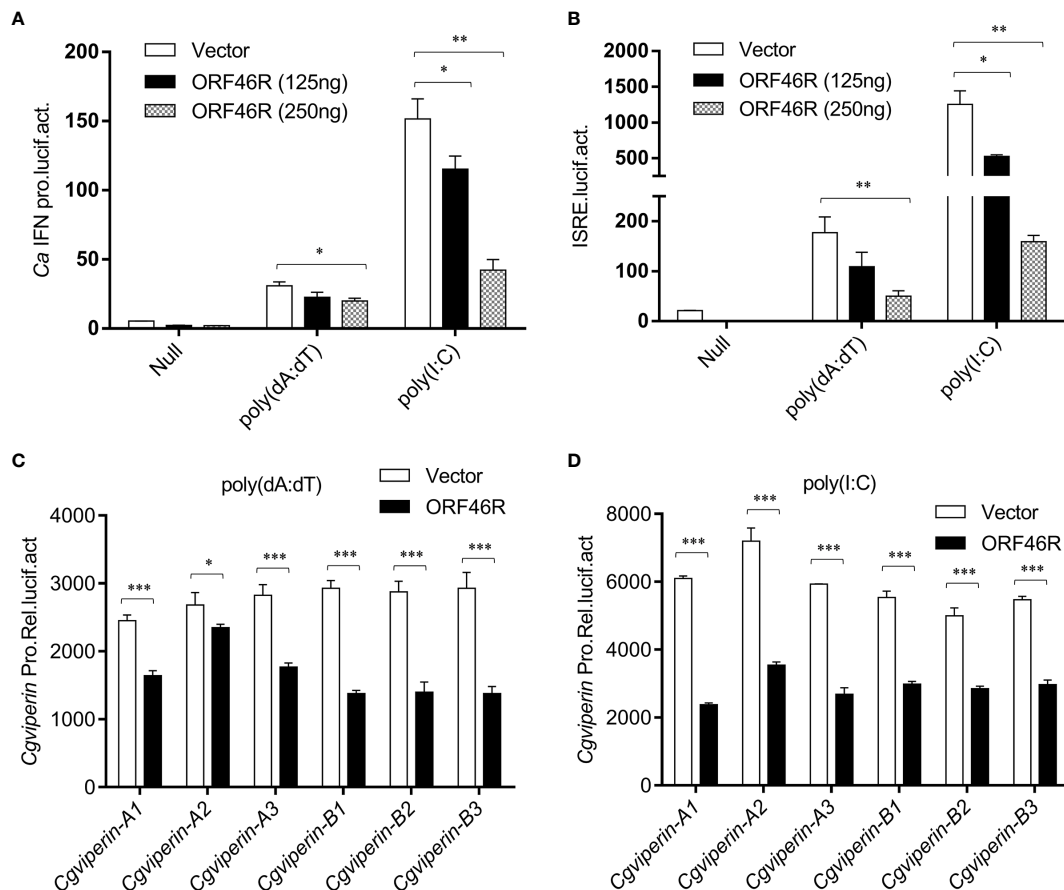 A
Ca IFN pro.lucif.act.
200
150
100
50
0
Vector
ORF46R (125ng)
ORF46R (250ng)
*
*
**
Null
poly(dA:dT)
poly(I:C)
B
ISRE.lucif.act.
2000
1500
1000
500
200
100
0
Vector
ORF46R (125ng)
ORF46R (250ng)
**
*
**
Null
poly(dA:dT)
poly(I:C)
C
poly(dA:dT)
Vector
ORF46R
Cgviperin Pro.Rel.lucif.act
4000
3000
2000
1000
0
***
*
***
***
***
***
Cgviperin-A1
Cgviperin-A2
Cgviperin-A3
Cgviperin-B1
Cgviperin-B2
Cgviperin-B3
D
poly(I:C)
Vector
ORF46R
Cgviperin Pro.Rel.lucif.act
8000
6000
4000
2000
0
***
***
***
***
***
***
Cgviperin-A1
Cgviperin-A2
Cgviperin-A3
Cgviperin-B1
Cgviperin-B2
Cgviperin-B3